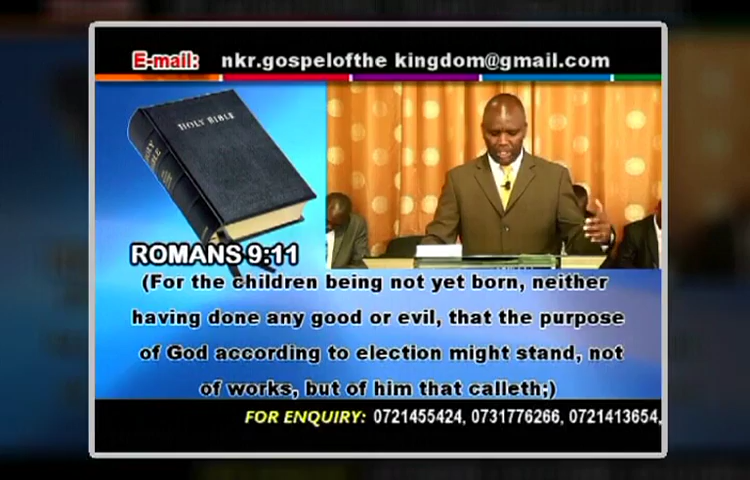 E-mail: nkr.gospelofthe kingdom@gmail.com
HOLY BIBLE
HOLY BIBLE
ROMANS 9:11
(For the children being not yet born, neither
having done any good or evil, that the purpose
of God according to election might stand, not
of works, but of him that calleth;)
FOR ENQUIRY: 0721455424, 0731776266, 0721413654,